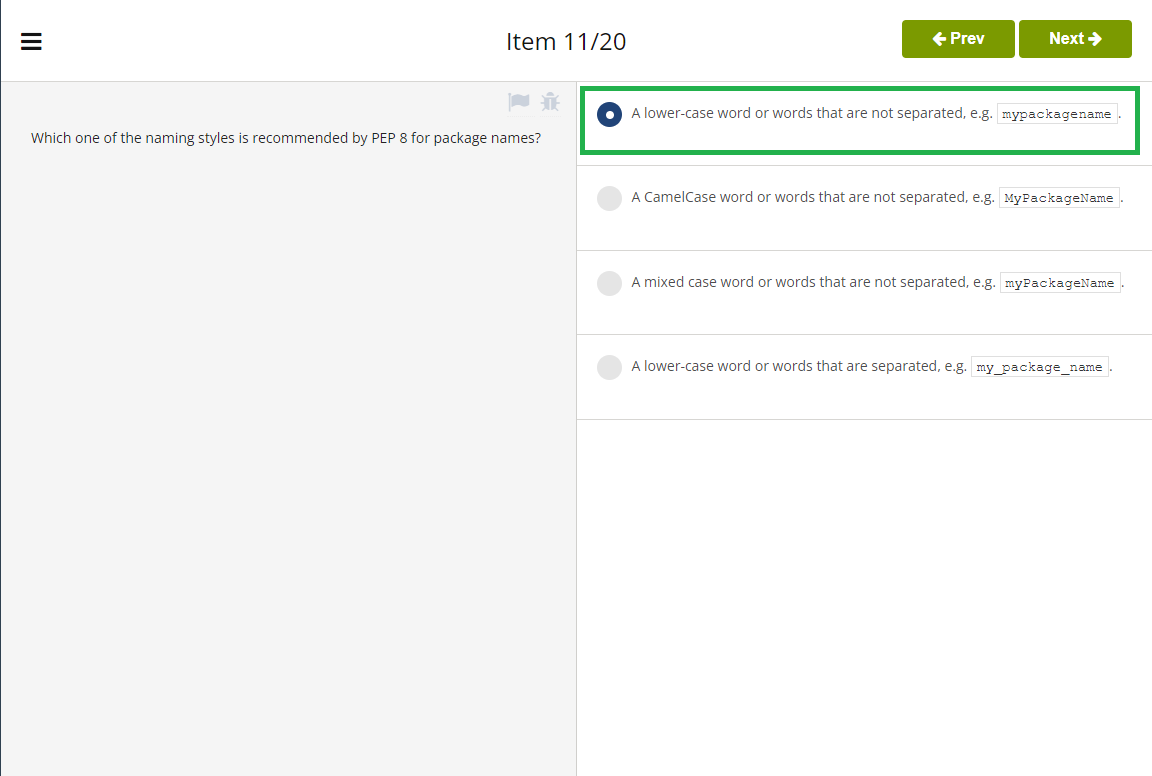 Item 11/20
Prev
Next
Which one of the naming styles is recommended by PEP 8 for package names?
A lower-case word or words that are not separated, e.g. mypackagename.
A CamelCase word or words that are not separated, e.g. MyPackageName.
A mixed case word or words that are not separated, e.g. myPackageName.
A lower-case word or words that are separated, e.g. my_package_name.